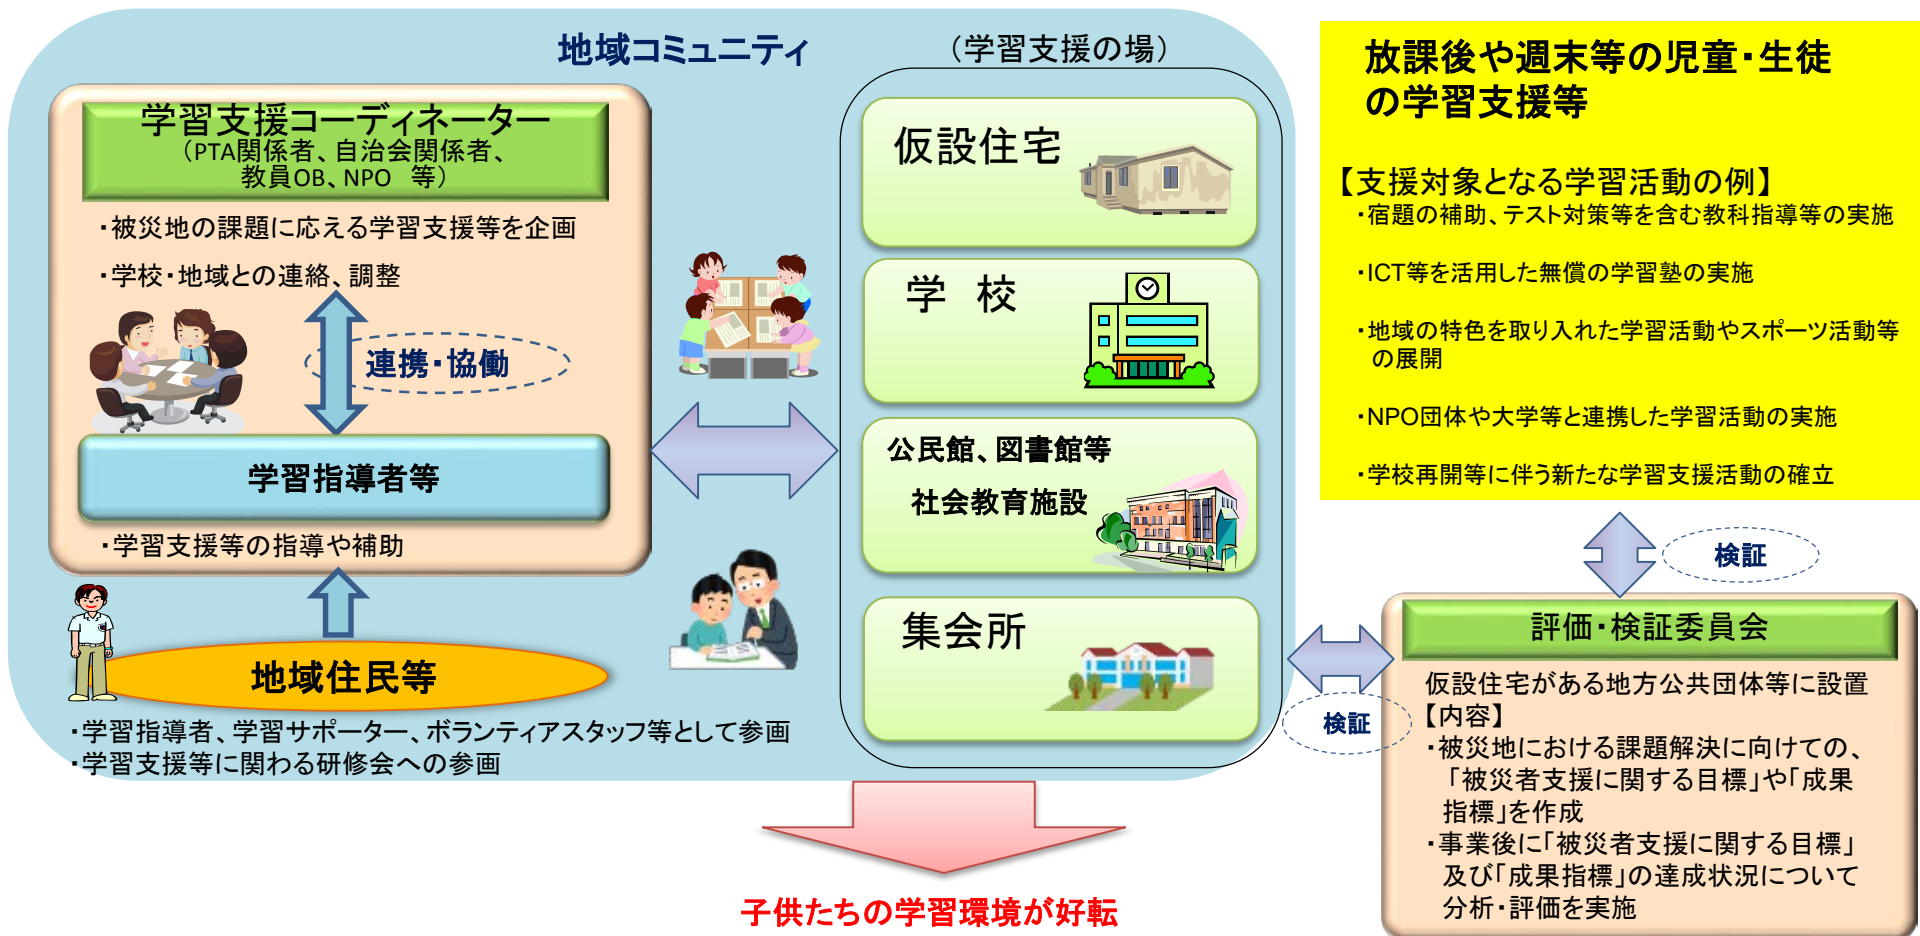 地域コミュニティ
学習支援コーディネーター
（PTA関係者、自治会関係者、
教員OB、NPO　等）
・被災地の課題に応える学習支援等を企画
・学校・地域との連絡、調整
連携・協働
学習指導者等
・学習支援等の指導や補助
地域住民等
・学習指導者、学習サポーター、ボランティアスタッフ等として参画
・学習支援等に関わる研修会への参画
（学習支援の場）
仮設住宅
学　校
公民館、図書館等
社会教育施設
集会所
子供たちの学習環境が好転
放課後や週末等の児童・生徒
の学習支援等
【支援対象となる学習活動の例】
・宿題の補助、テスト対策等を含む教科指導等の実施
・ICT等を活用した無償の学習塾の実施
・地域の特色を取り入れた学習活動やスポーツ活動等
の展開
・NPO団体や大学等と連携した学習活動の実施
・学校再開等に伴う新たな学習支援活動の確立
検証
検証
評価・検証委員会
仮設住宅がある地方公共団体等に設置
【内容】
・被災地における課題解決に向けての、
「被災者支援に関する目標」や「成果
指標」を作成
・事業後に「被災者支援に関する目標」
及び「成果指標」の達成状況について
分析・評価を実施